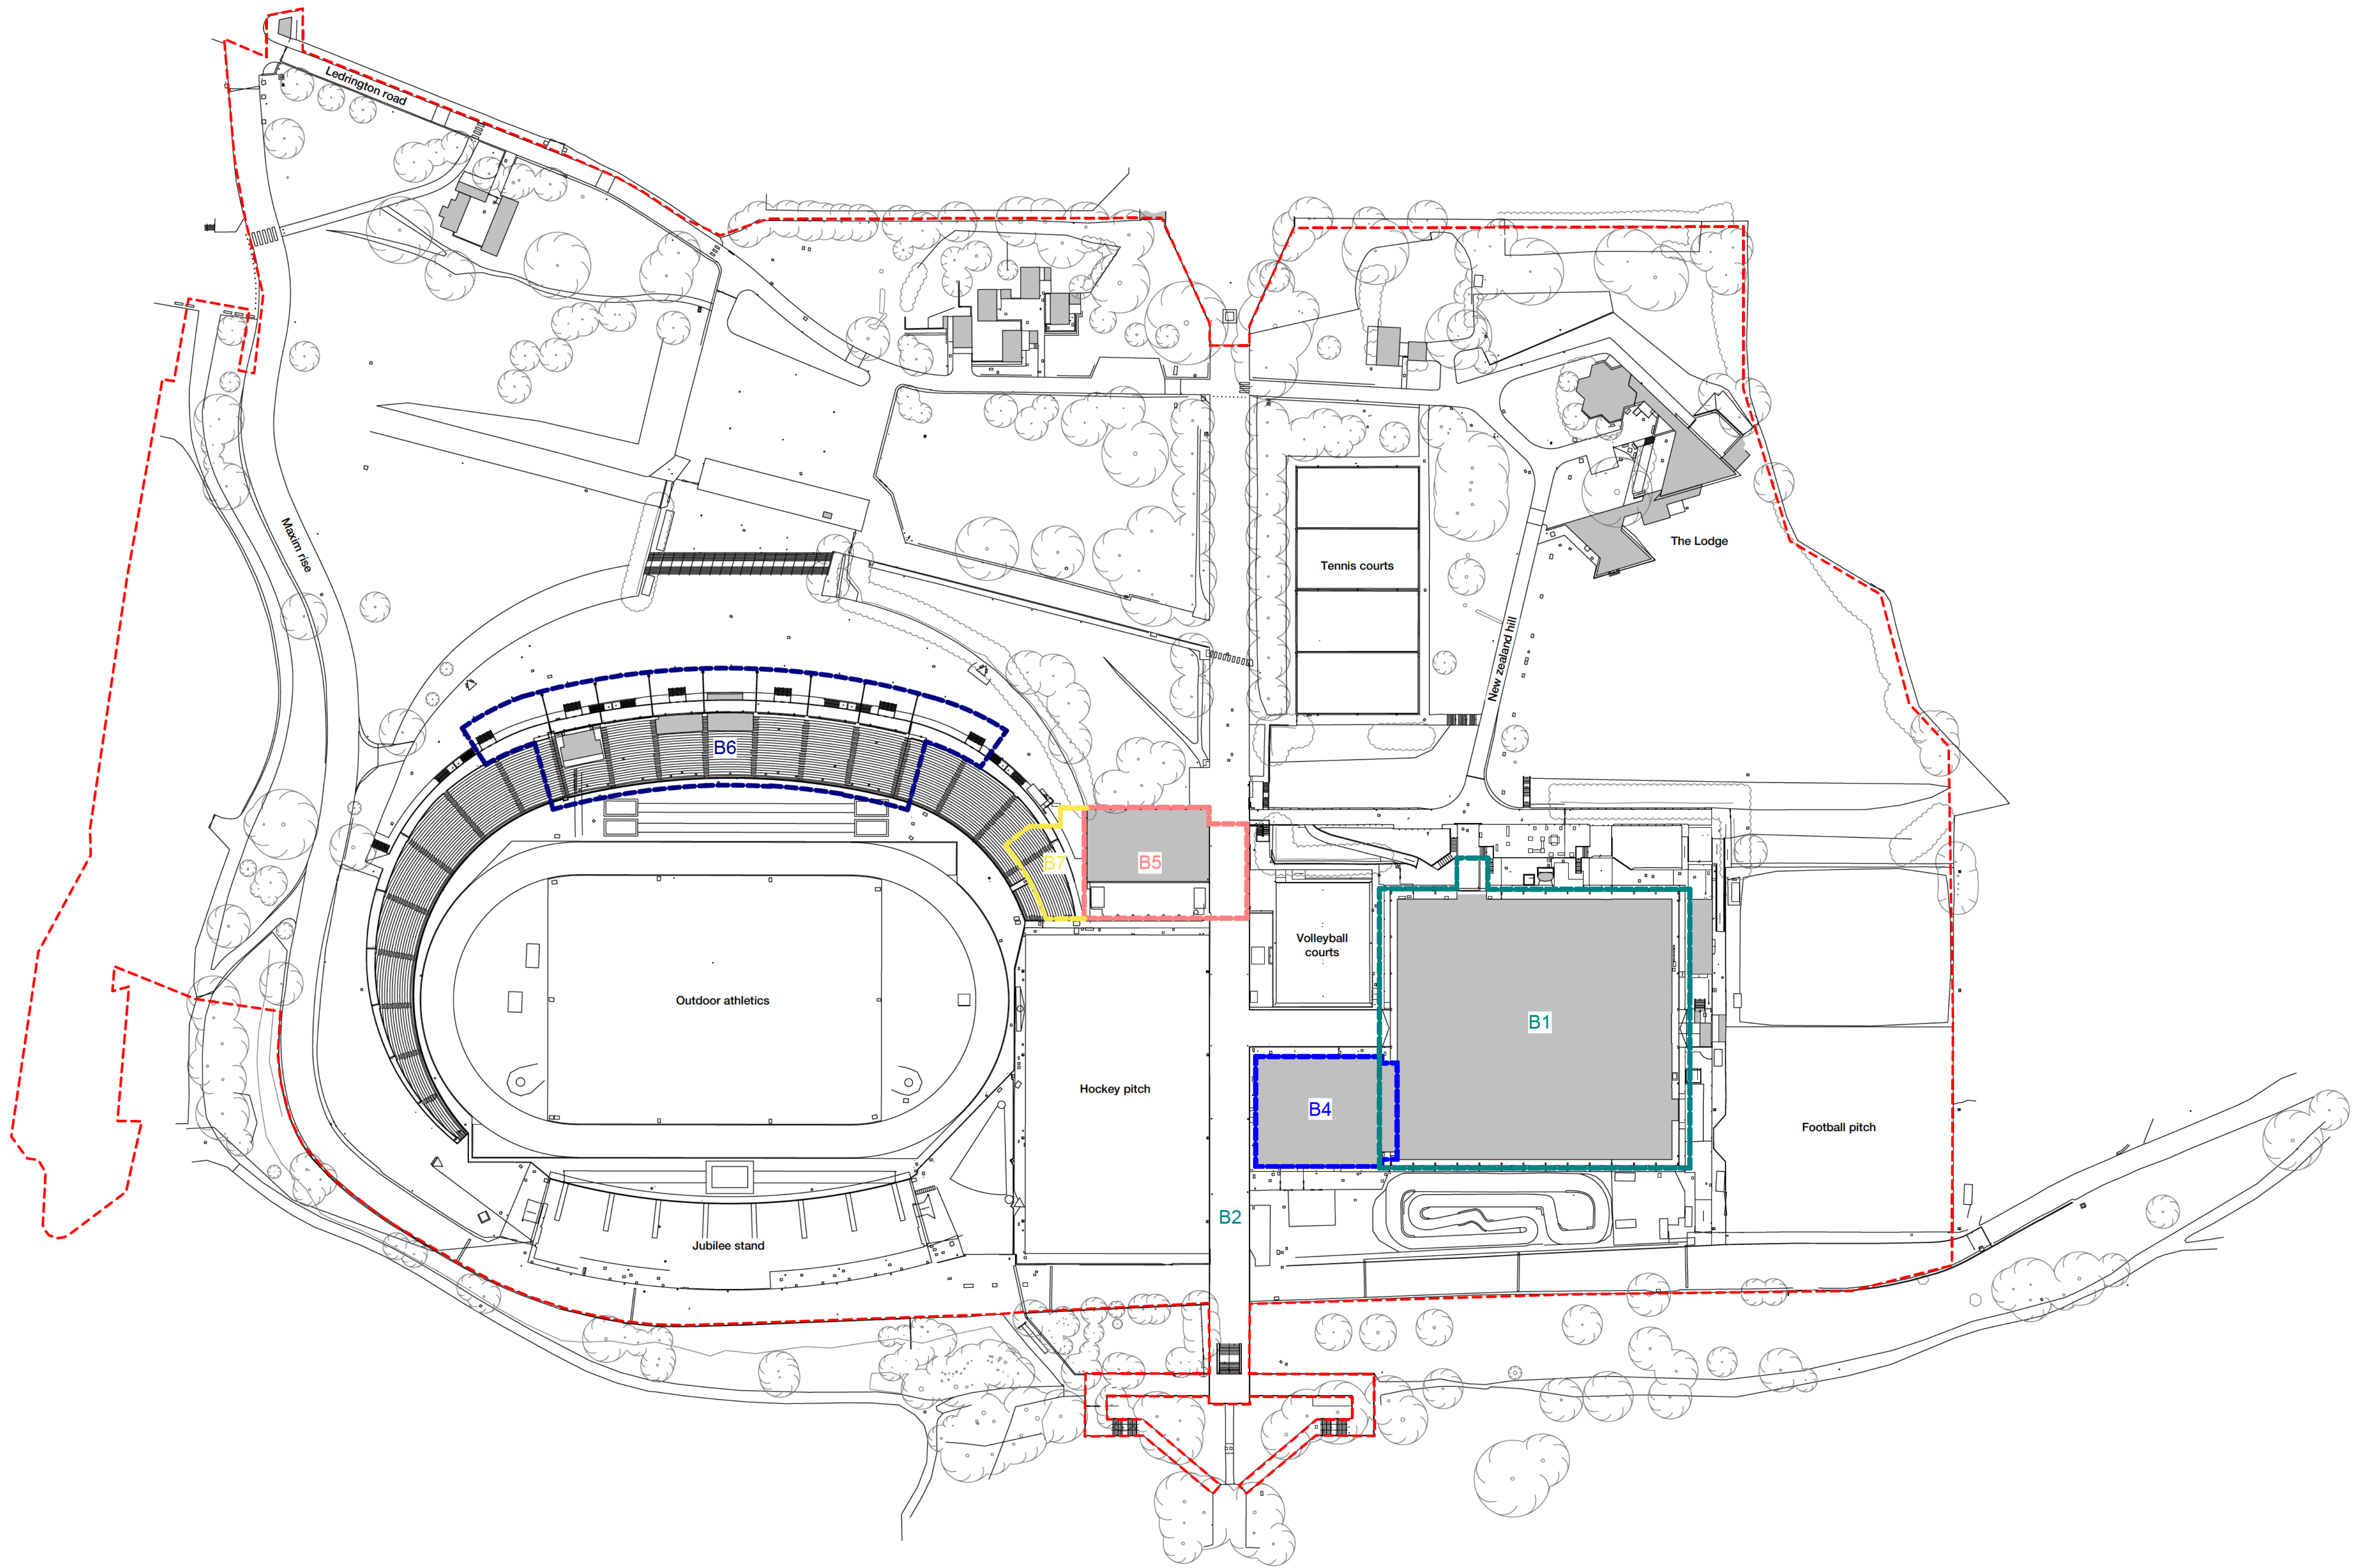 Ledrington road
Maxim rise
Tennis courts
The Lodge
New zealand hill
B6
B7
B5
Volleyball
courts
Outdoor athletics
B1
Hockey pitch
B4
Football pitch
B2
Jubilee stand